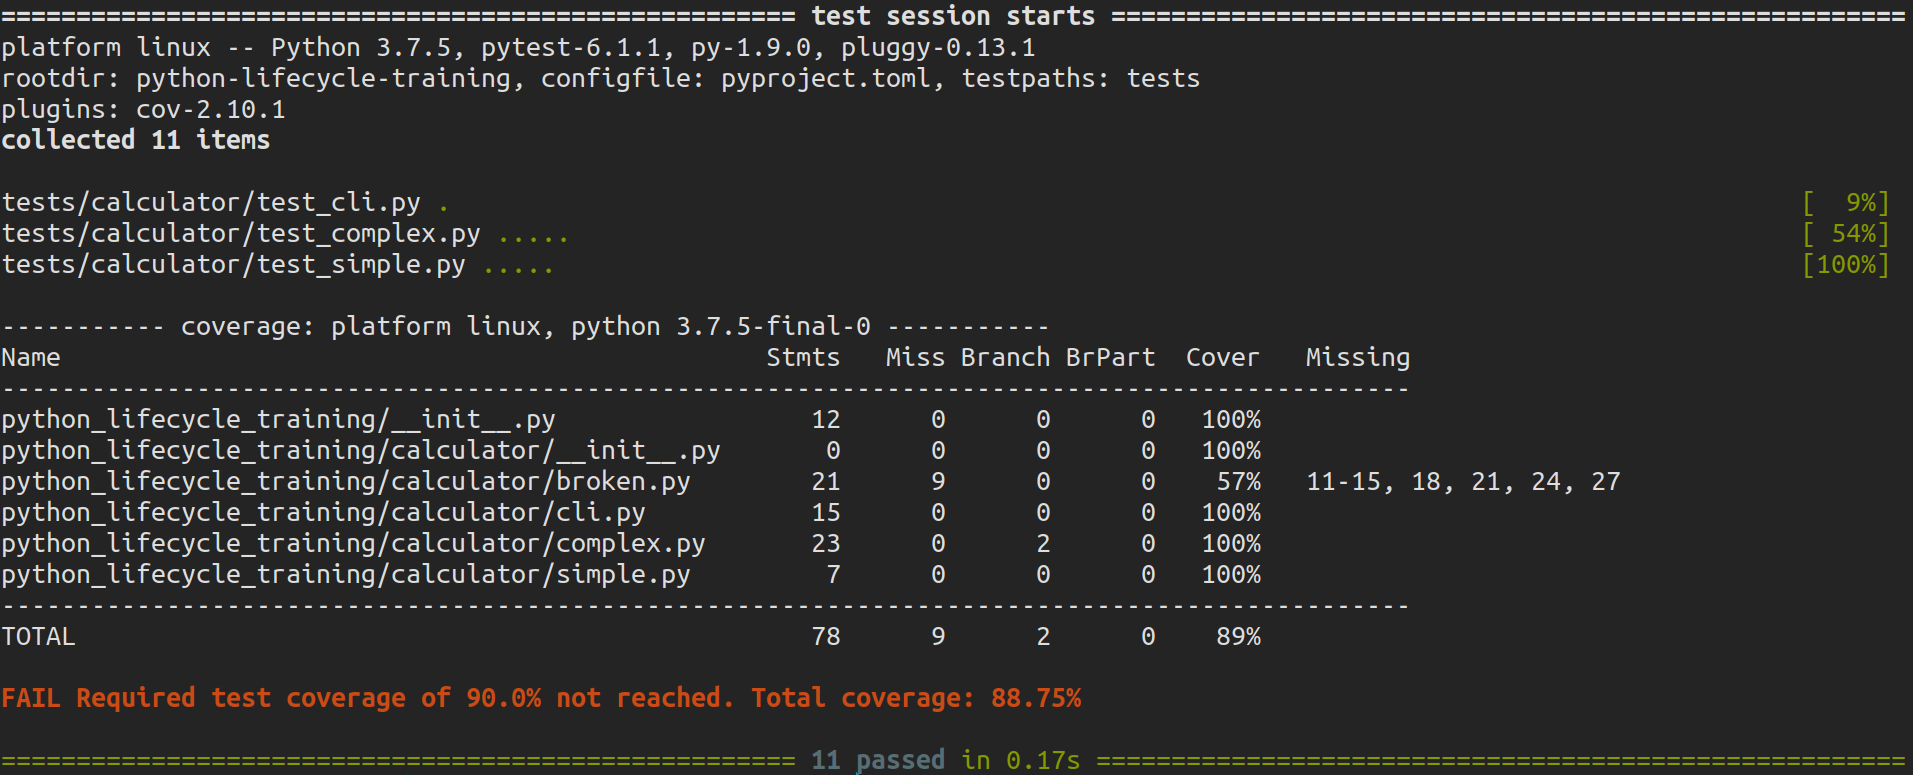 ===================================================== test session starts =====================================================
platform linux -- Python 3.7.5, pytest-6.1.1, py-1.9.0, pluggy-0.13.1
rootdir: python-lifecycle-training, configfile: pyproject.toml, testpaths: tests
plugins: cov-2.10.1
collected 11 items
tests/calculator/test_cli.py . [  9%]
tests/calculator/test_complex.py ..... [ 54%]
tests/calculator/test_simple.py ..... [100%]
----------- coverage: platform linux, python 3.7.5-final-0 -----------
Name Stmts Miss Branch BrPart Cover Missing
----------------------------------------------------------------------------------------------
python_lifecycle_training/__init__.py 12 0 0 0 100%
python_lifecycle_training/calculator/__init__.py 0 0 0 0 100%
python_lifecycle_training/calculator/broken.py 21 9 0 0 57% 11-15, 18, 21, 24, 27
python_lifecycle_training/calculator/cli.py 15 0 0 0 100%
python_lifecycle_training/calculator/complex.py 23 0 2 0 100%
python_lifecycle_training/calculator/simple.py 7 0 0 0 100%
----------------------------------------------------------------------------------------------
TOTAL 78 9 2 0 89%
FAIL Required test coverage of 90.0% not reached. Total coverage: 88.75%
===================================================== 11 passed in 0.17s ======================================================